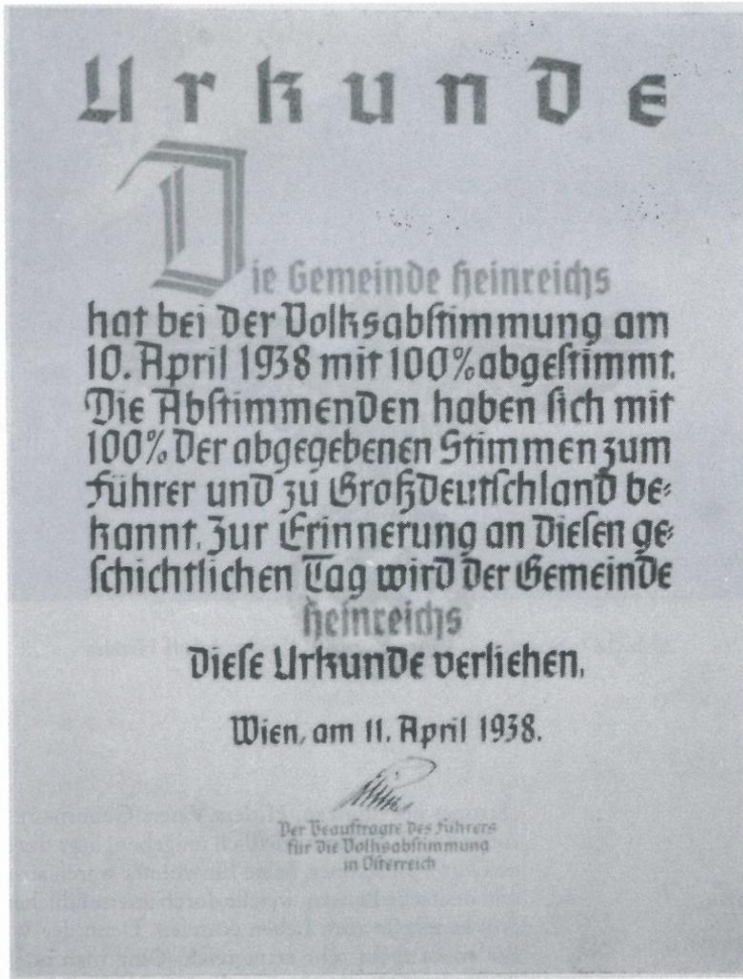 Urkunde
Die Gemeinde Heinreichs
hat bei der Volksabstimmung am
10. April 1938 mit 100% abgestimmt.
Die Abstimmenden haben sich mit
100% der abgegebenen Stimmen zum
Führer und zu Großdeutschland be-
kannt. Zur Erinnerung an diesen ge-
schichtlichen Tag wird der Gemeinde
Heinreichs
diese Urkunde verliehen.
Wien, am 11. April 1938.
Der Beauftragte des Führers
für die Volksabstimmung
in Österreich